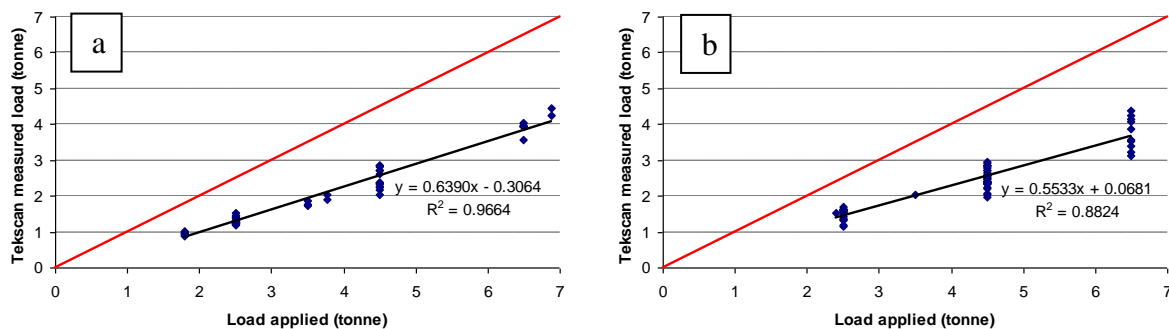 a
Tekscan measured load (tonne)
7
6
5
4
3
2
1
0
y = 0.6390x - 0.3064
R² = 0.9664
0 1 2 3 4 5 6 7
Load applied (tonne)
b
Tekscan measured load (tonne)
7
6
5
4
3
2
1
0
y = 0.5533x + 0.0681
R² = 0.8824
0 1 2 3 4 5 6 7
Load applied (tonne)